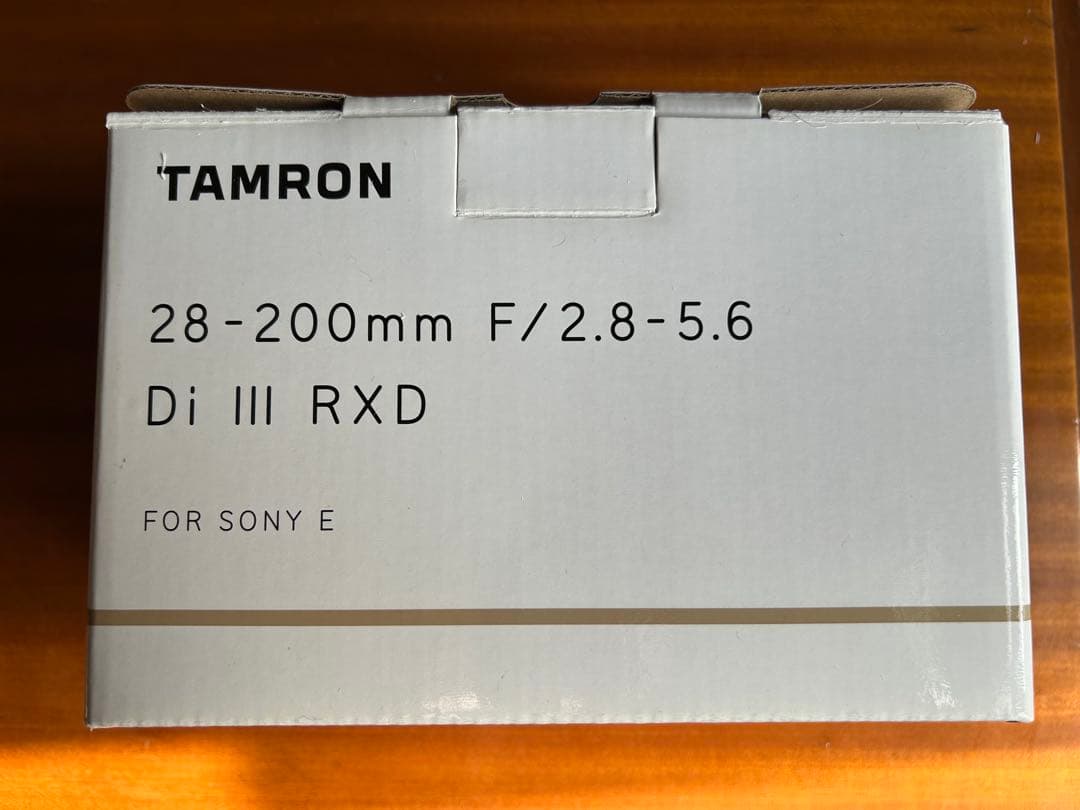 TAMRON
28-200mm F/2.8-5.6
Di III RXD
FOR SONY E